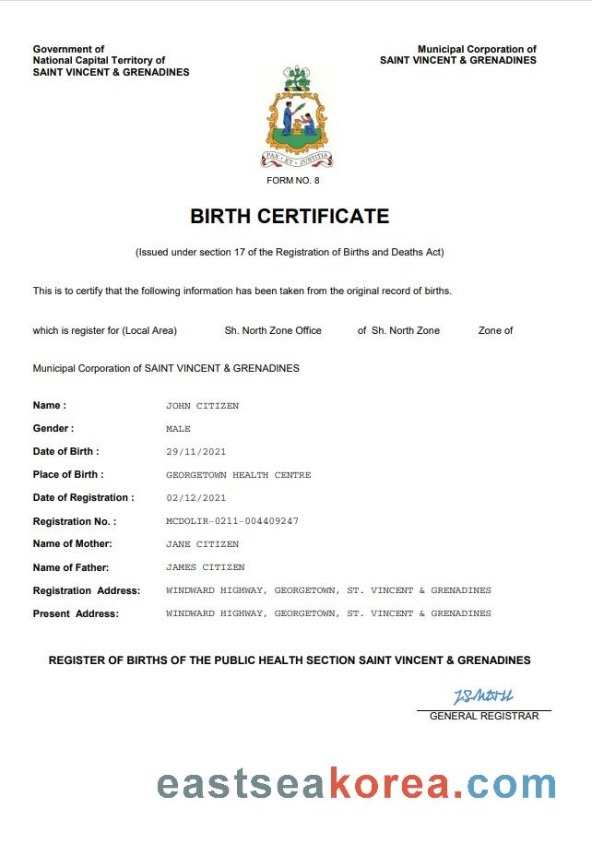 Government of
National Capital Territory of
SAINT VINCENT & GRENADINES
Municipal Corporation of
SAINT VINCENT & GRENADINES
PAX ET JUSTITIA
FORM NO. 8
BIRTH CERTIFICATE
(Issued under section 17 of the Registration of Births and Deaths Act)
This is to certify that the following information has been taken from the original record of births.
which is register for (Local Area) Sh. North Zone Office of Sh. North Zone Zone of
Municipal Corporation of SAINT VINCENT & GRENADINES
Name : JOHN CITIZEN
Gender : MALE
Date of Birth : 29/11/2021
Place of Birth : GEORGETOWN HEALTH CENTRE
Date of Registration : 02/12/2021
Registration No. : MCDOLIR-0211-004409247
Name of Mother: JANE CITIZEN
Name of Father: JAMES CITIZEN
Registration Address: WINDWARD HIGHWAY, GEORGETOWN, ST. VINCENT & GRENADINES
Present Address: WINDWARD HIGHWAY, GEORGETOWN, ST. VINCENT & GRENADINES
REGISTER OF BIRTHS OF THE PUBLIC HEALTH SECTION SAINT VINCENT & GRENADINES
GENERAL REGISTRAR
eastseakorea.com